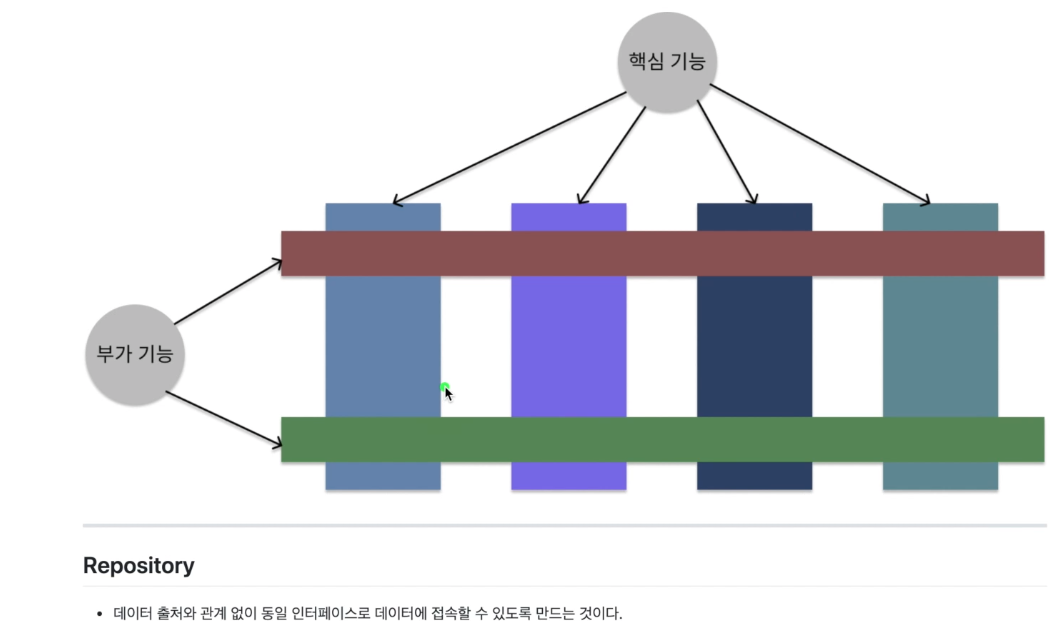 핵심 기능
부가 기능
Repository
데이터 출처와 관계 없이 동일 인터페이스로 데이터에 접속할 수 있도록 만드는 것이다.